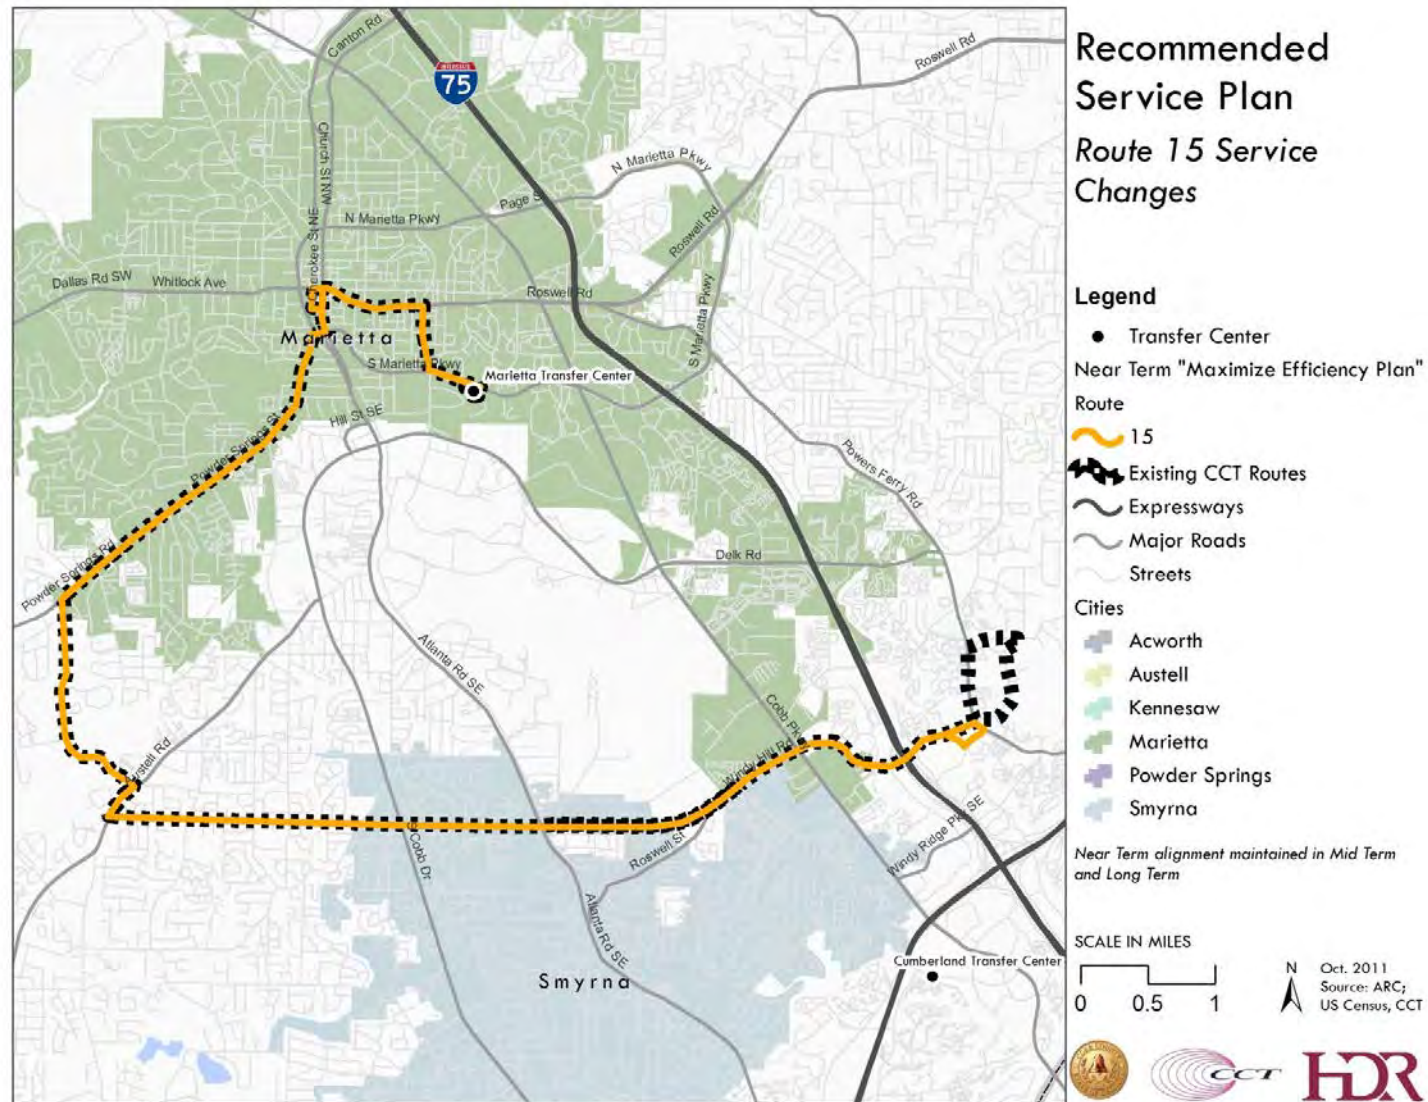 Canton Rd
75
Roswell Rd
Church St NW
N Marietta Pkwy
Page S
N Marietta Pkwy
Cherokee St NE
Roswell Rd
Dallas Rd SW
Whitlock Ave
Roswell Rd
S Marietta Pkwy
Marietta
S Marietta Pkwy
Marietta Transfer Center
Hill St SE
Powder Springs St
Powers Ferry Rd
Powder Springs Rd
Delk Rd
Atlanta Rd SE
Cobb Pkwy
Austell Rd
Windy Hill Rd
S Cobb Dr
Roswell St
Windy Ridge Pk SE
Atlanta Rd SE
Smyrna
Cumberland Transfer Center
Recommended
Service Plan
Route 15 Service
Changes
Legend
Transfer Center
Near Term "Maximize Efficiency Plan"
Route
15
Existing CCT Routes
Expressways
Major Roads
Streets
Cities
Acworth
Austell
Kennesaw
Marietta
Powder Springs
Smyrna
Near Term alignment maintained in Mid Term
and Long Term
SCALE IN MILES
0 0.5 1
N
Oct. 2011
Source: ARC;
US Census, CCT
CCT
HDR